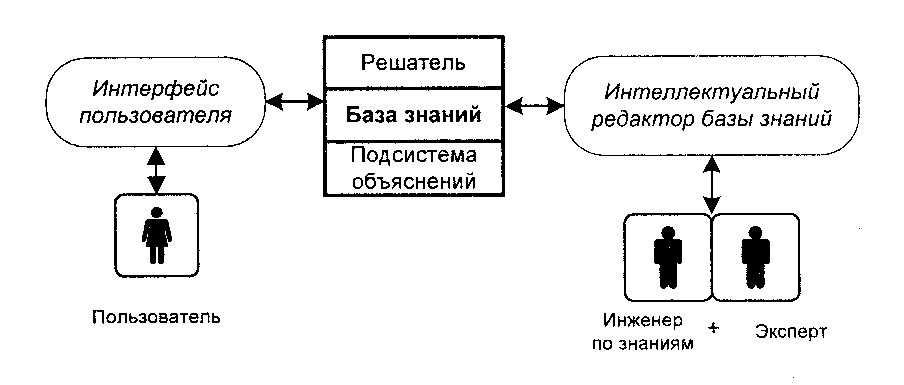 Интерфейс
пользователя
Решатель
База знаний
Подсистема
объяснений
Интеллектуальный
редактор базы знаний
Пользователь
Инженер
по знаниям
+
Эксперт